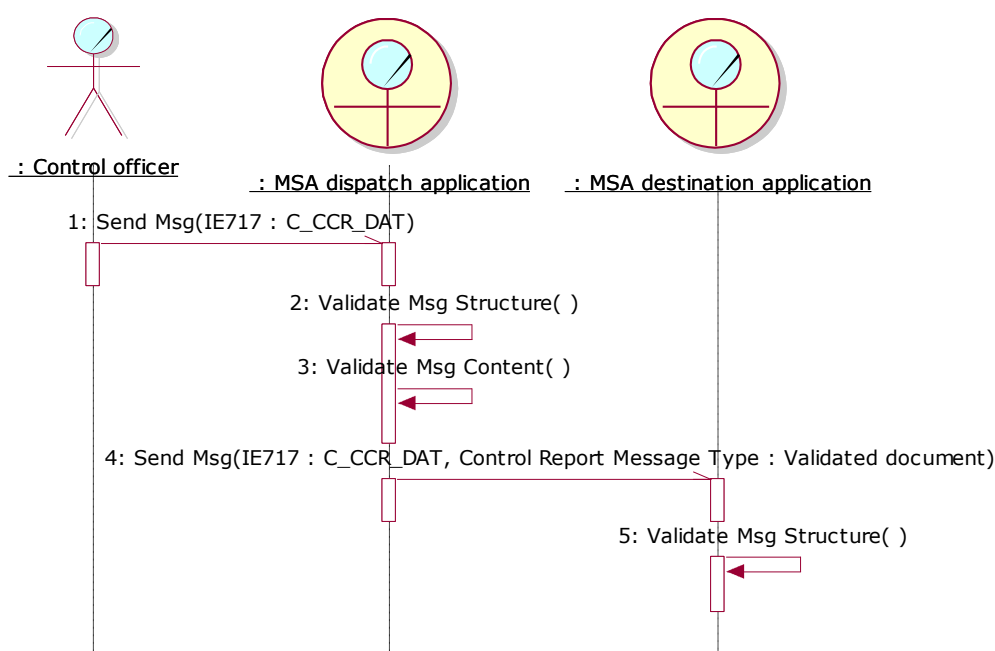 : Control officer
: MSA dispatch application
: MSA destination application
1: Send Msg(IE717 : C_CCR_DAT)
2: Validate Msg Structure( )
3: Validate Msg Content( )
4: Send Msg(IE717 : C_CCR_DAT, Control Report Message Type : Validated document)
5: Validate Msg Structure( )